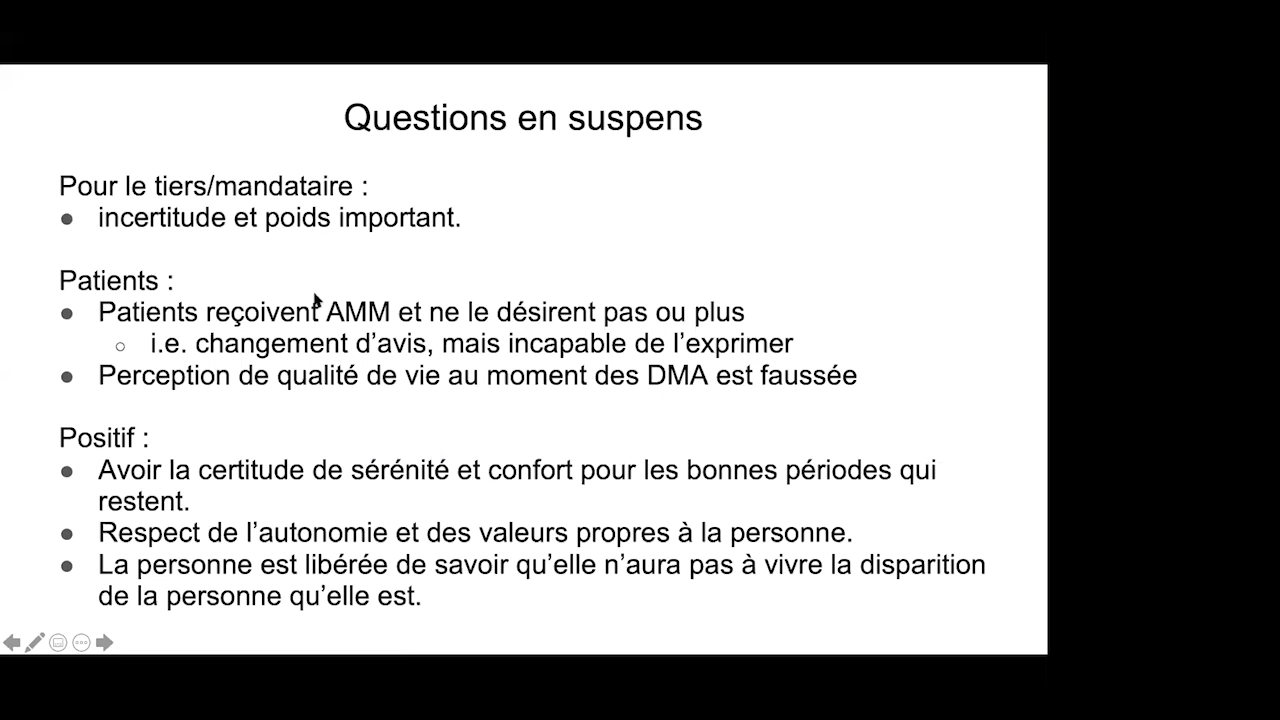 Questions en suspens
Pour le tiers/mandataire :
● incertitude et poids important.
Patients :
● Patients reçoivent AMM et ne le désirent pas ou plus
○ i.e. changement d’avis, mais incapable de l’exprimer
● Perception de qualité de vie au moment des DMA est faussée
Positif :
● Avoir la certitude de sérénité et confort pour les bonnes périodes qui
restent.
● Respect de l’autonomie et des valeurs propres à la personne.
● La personne est libérée de savoir qu’elle n’aura pas à vivre la disparition
de la personne qu’elle est.